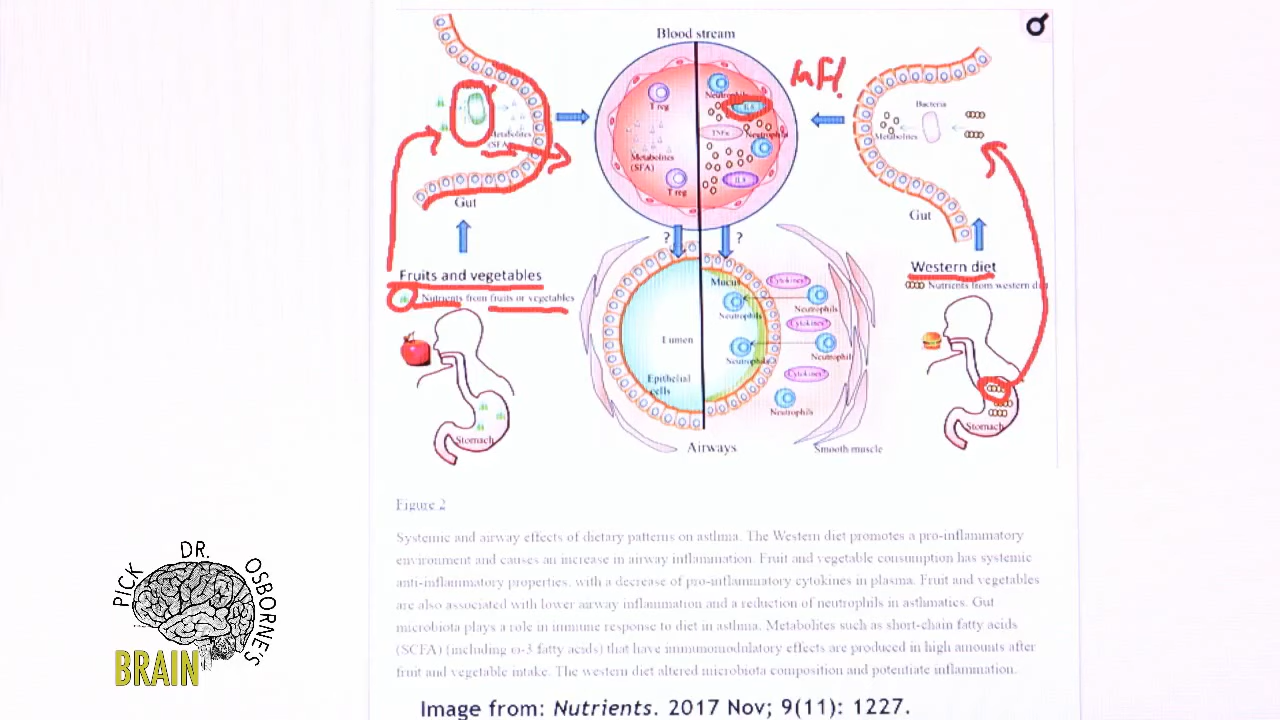 Blood stream
InF!
Neutrophils
T reg
IL6
Bacteria
Metabolites
(SFA)
TNFα
Neutrophils
Metabolites
Metabolites
(SFA)
IL8
T reg
Gut
Gut
?
?
Fruits and vegetables
Nutrients from fruits or vegetables
Western diet
Nutrients from western diet
Mucus
Cytokines
Neutrophils
Neutrophils
Cytokines
Lumen
Neutrophils
Neutrophils
Epithelial
cells
Cytokines
Neutrophils
Stomach
Stomach
Airways
Smooth muscle
Figure 2
Systemic and airway effects of dietary patterns on asthma. The Western diet promotes a pro-inflammatory
environment and causes an increase in airway inflammation. Fruit and vegetable consumption has systemic
anti-inflammatory properties, with a decrease of pro-inflammatory cytokines in plasma. Fruit and vegetables
are also associated with lower airway inflammation and a reduction of neutrophils in asthmatics. Gut
microbiota plays a role in immune response to diet in asthma. Metabolites such as short-chain fatty acids
(SCFA) (including ω-3 fatty acids) that have immunomodulatory effects are produced in high amounts after
fruit and vegetable intake. The western diet altered microbiota composition and potentiate inflammation.
Image from: Nutrients. 2017 Nov; 9(11): 1227.
PICK
DR.
OSBORNE'S
BRAIN